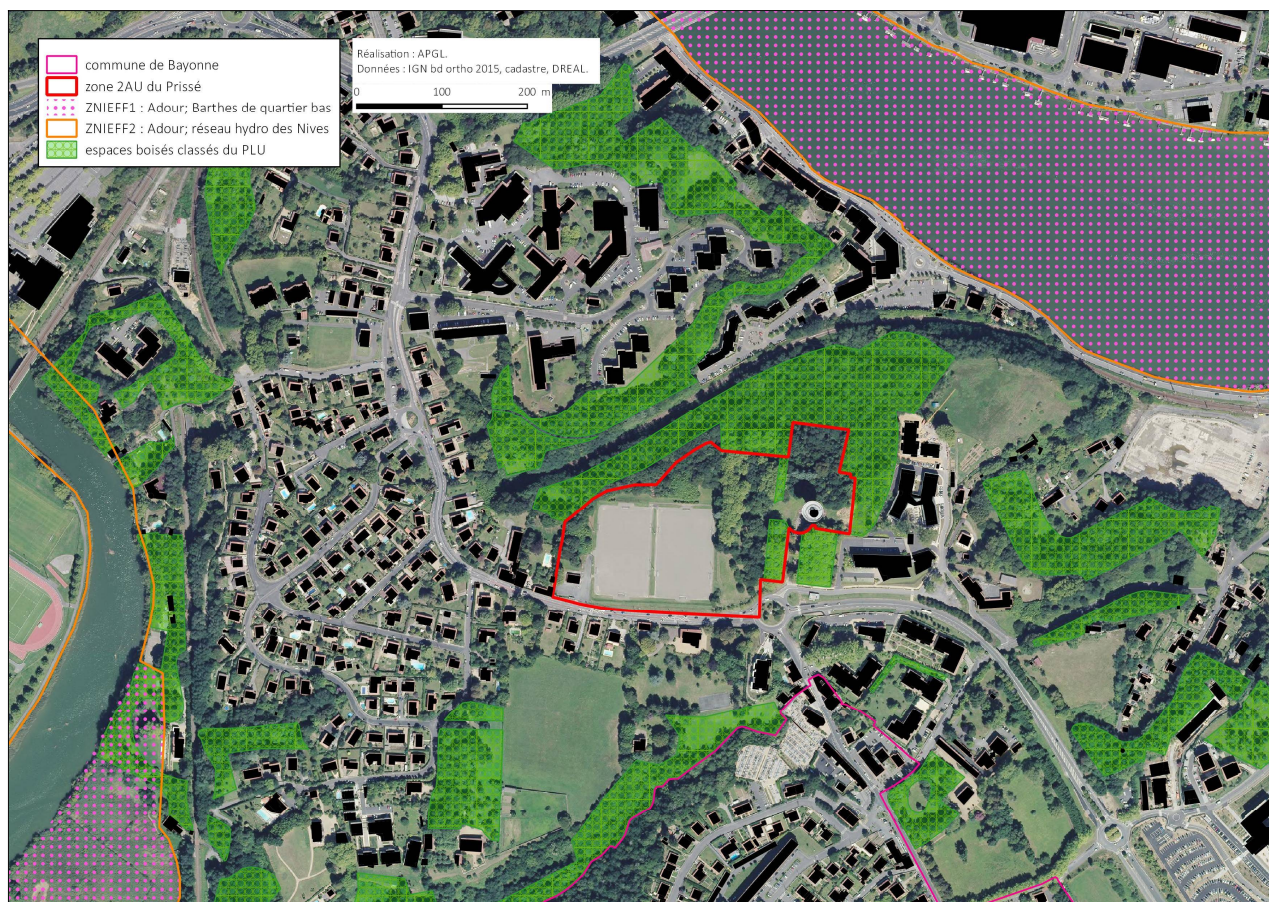 commune de Bayonne
zone 2AU du Prissé
ZNIEFF1 : Adour; Barthes de quartier bas
ZNIEFF2 : Adour; réseau hydro des Nives
espaces boisés classés du PLU
Réalisation : APGL.
Données : IGN bd ortho 2015, cadastre, DREAL.
0 100 200 m